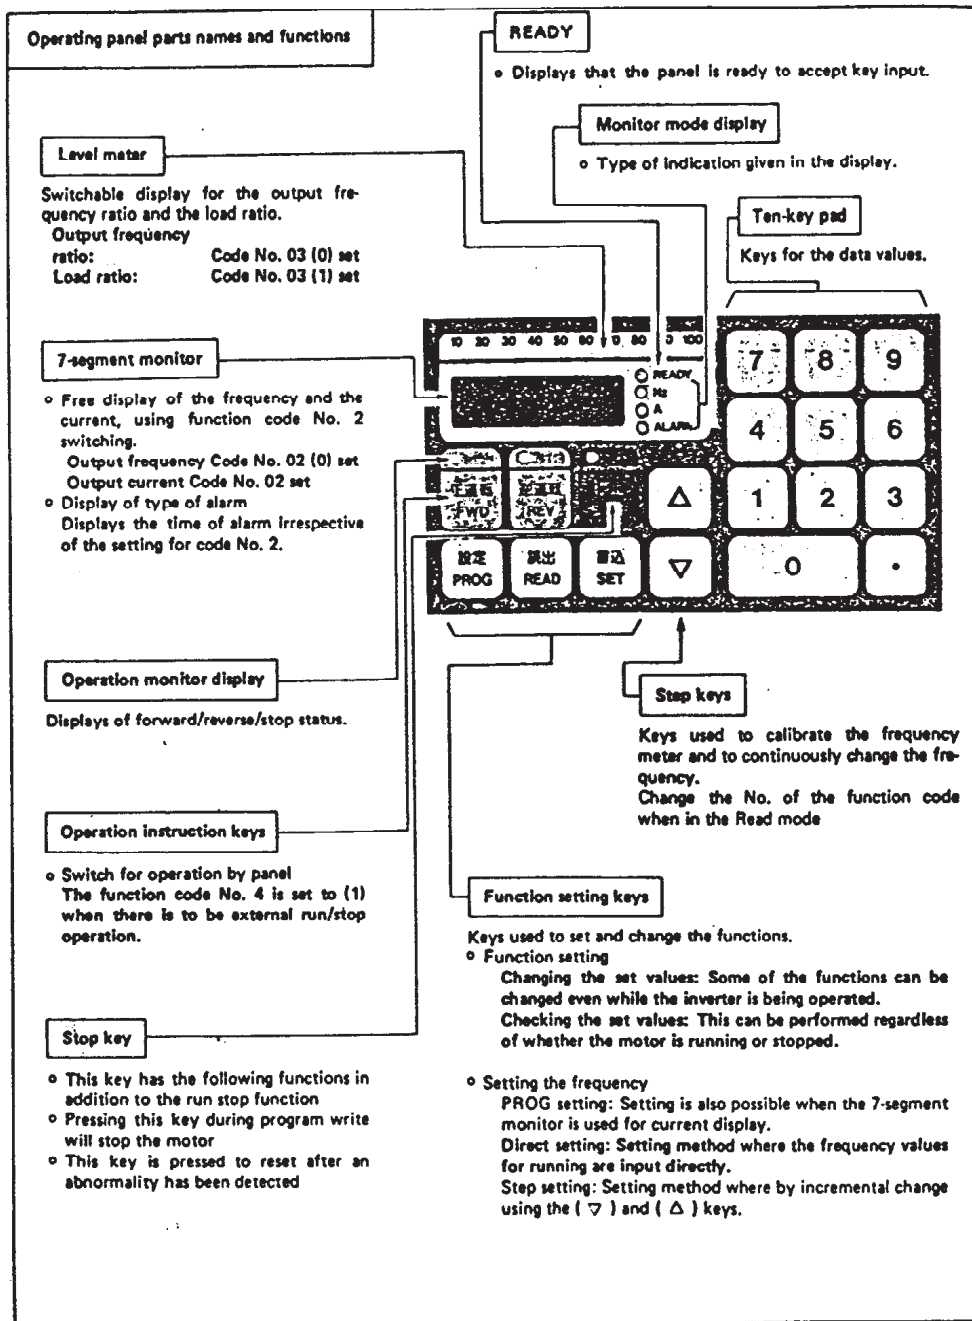 Operating panel parts names and functions
READY
o Displays that the panel is ready to accept key input.
Monitor mode display
o Type of indication given in the display.
Level meter
Switchable display for the output fre-
quency ratio and the load ratio.
Output frequency
ratio: Code No. 03 (0) set
Load ratio: Code No. 03 (1) set
Ten-key pad
Keys for the data values.
7-segment monitor
o Free display of the frequency and the
current, using function code No. 2
switching.
Output frequency Code No. 02 (0) set
Output current Code No. 02 set
o Display of type of alarm
Displays the time of alarm irrespective
of the setting for code No. 2.
10 20 30 40 50 60 80 100
READY
Hz
A
ALARM
7 8 9
4 5 6
FWD REV △ 1 2 3
設定 読出 書込
PROG READ SET ▽ 0 •
Operation monitor display
Displays of forward/reverse/stop status.
Step keys
Keys used to calibrate the frequency
meter and to continuously change the fre-
quency.
Change the No. of the function code
when in the Read mode
Operation instruction keys
o Switch for operation by panel
The function code No. 4 is set to (1)
when there is to be external run/stop
operation.
Function setting keys
Keys used to set and change the functions.
o Function setting
Changing the set values: Some of the functions can be
changed even while the inverter is being operated.
Checking the set values: This can be performed regardless
of whether the motor is running or stopped.
Stop key
o This key has the following functions in
addition to the run stop function
o Pressing this key during program write
will stop the motor
o This key is pressed to reset after an
abnormality has been detected
o Setting the frequency
PROG setting: Setting is also possible when the 7-segment
monitor is used for current display.
Direct setting: Setting method where the frequency values
for running are input directly.
Step setting: Setting method where by incremental change
using the ( ▽ ) and ( △ ) keys.